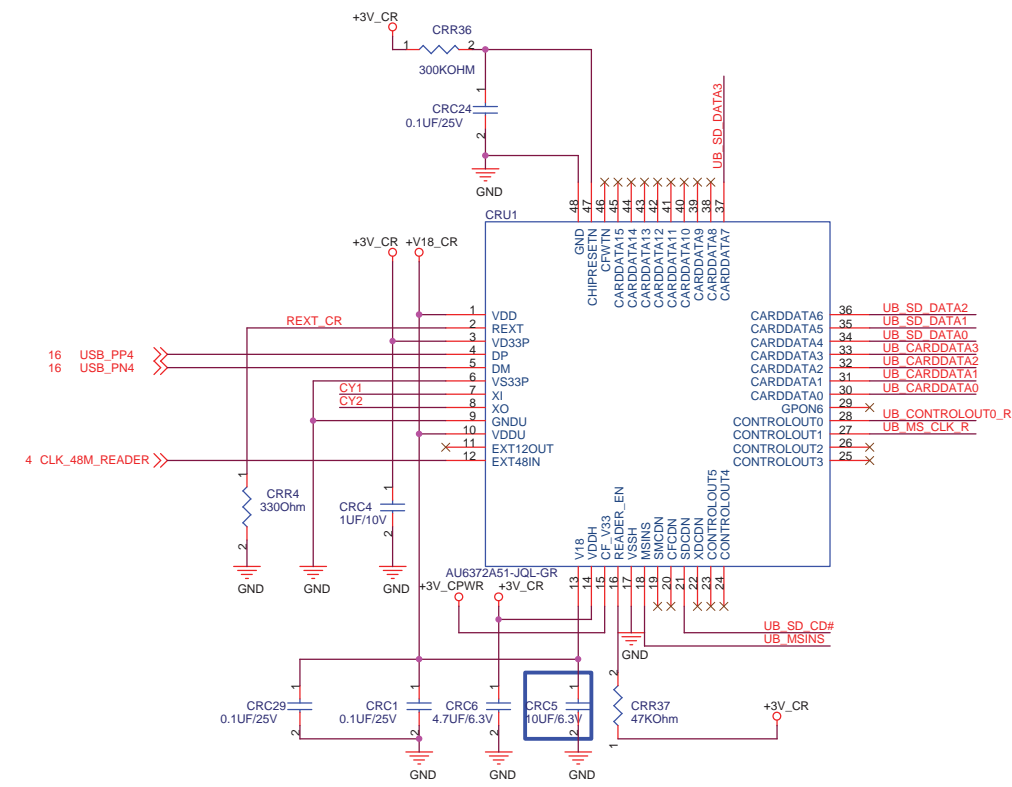 +3V_CR
CRR36
1
2
300KOHM
1
CRC24
0.1UF/25V
2
GND
UB_SD_DATA3
48
47
46
45
44
43
42
41
40
39
38
37
CRU1
GND
CHIPRESETN
CFWTN
CARDDATA15
CARDDATA14
CARDDATA13
CARDDATA12
CARDDATA11
CARDDATA10
CARDDATA9
CARDDATA8
CARDDATA7
+3V_CR
+V18_CR
REXT_CR
16 USB_PP4
16 USB_PN4
CY1
CY2
4 CLK_48M_READER
1 VDD
2 REXT
3 VD33P
4 DP
5 DM
6 VS33P
7 XI
8 XO
9 GNDU
10 VDDU
11 EXT12OUT
12 EXT48IN
CARDDATA6 36 UB_SD_DATA2
CARDDATA5 35 UB_SD_DATA1
CARDDATA4 34 UB_SD_DATA0
CARDDATA3 33 UB_CARDDATA3
CARDDATA2 32 UB_CARDDATA2
CARDDATA1 31 UB_CARDDATA1
CARDDATA0 30 UB_CARDDATA0
GPON6 29
CONTROLOUT0 28 UB_CONTROLOUT0_R
CONTROLOUT1 27 UB_MS_CLK_R
CONTROLOUT2 26
CONTROLOUT3 25
1
CRR4
330Ohm
2
GND
GND
1
CRC4
1UF/10V
2
GND
V18
VDDH
CF_V33
READER_EN
VSSH
MSINS
SMCDN
CFCDN
SDCDN
XDCDN
CONTROLOUT5
CONTROLOUT4
AU6372A51-JQL-GR
13
14
15
16
17
18
19
20
21
22
23
24
+3V_CPWR
+3V_CR
UB_SD_CD#
UB_MSINS
GND
1
CRC29
0.1UF/25V
2
1
CRC1
0.1UF/25V
2
GND
1
CRC6
4.7UF/6.3V
2
GND
1
CRC5
10UF/6.3V
2
GND
2
CRR37
47KOhm
1
+3V_CR